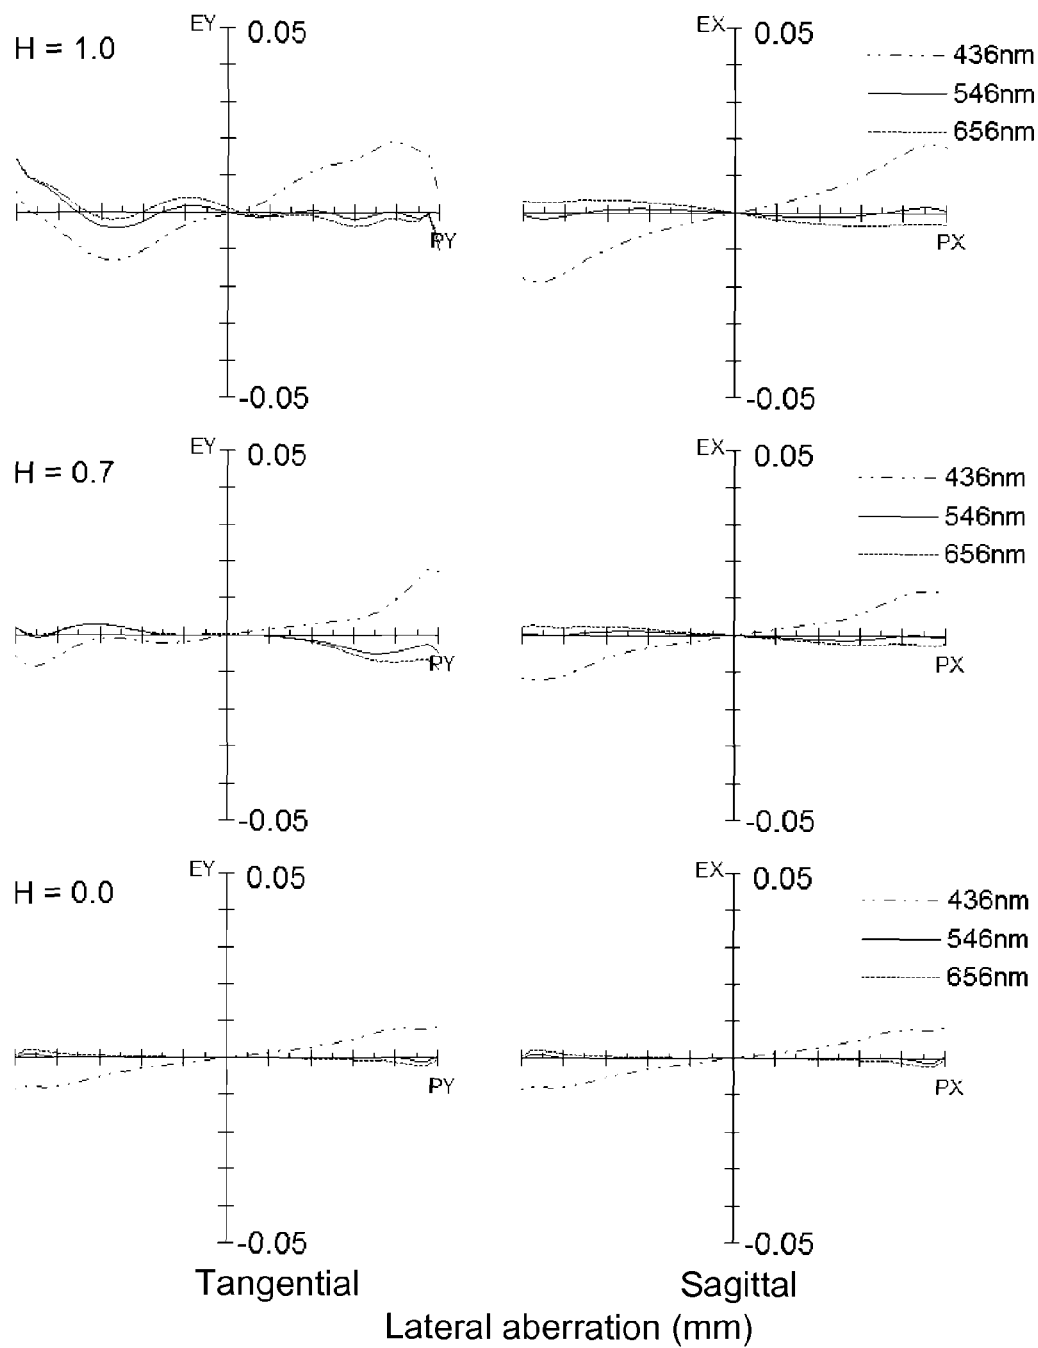 EY 0.05 EX 0.05
H = 1.0
436nm
546nm
656nm
PY PX
-0.05 -0.05
EY 0.05 EX 0.05
H = 0.7
436nm
546nm
656nm
PY PX
-0.05 -0.05
EY 0.05 EX 0.05
H = 0.0
436nm
546nm
656nm
PY PX
-0.05 -0.05
Tangential Sagittal
Lateral aberration (mm)